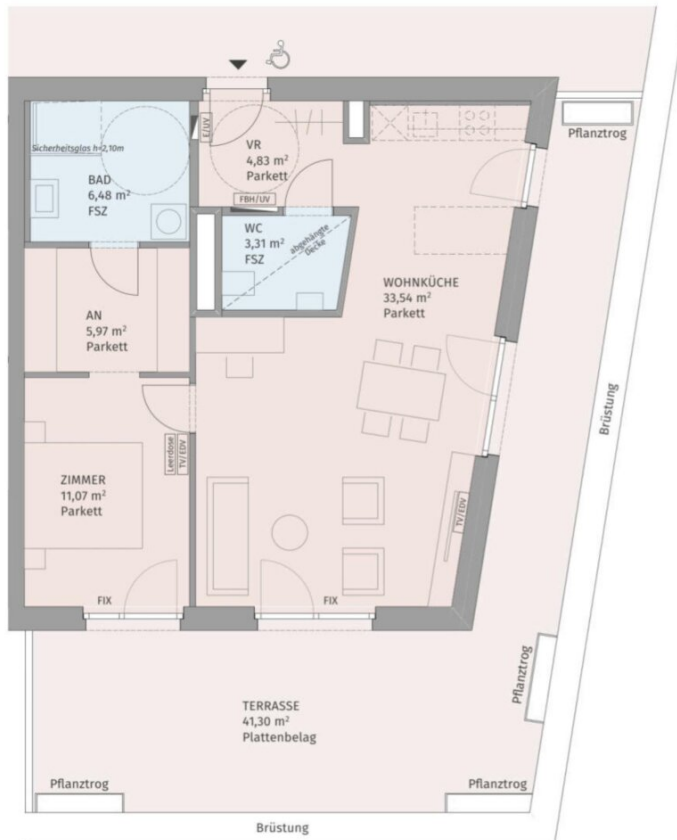 Pflanztrog
E/UV
VR
4,83 m²
Parkett
Sicherheitsglas h=2,10m
BAD
6,48 m²
FSZ
FBH/UV
WC
3,31 m²
FSZ
abgehängte
Decke
WOHNKÜCHE
33,54 m²
Parkett
AN
5,97 m²
Parkett
Brüstung
Leerdose
TV/EDV
ZIMMER
11,07 m²
Parkett
TV/EDV
FIX
FIX
Pflanztrog
TERRASSE
41,30 m²
Plattenbelag
Pflanztrog
Pflanztrog
Brüstung